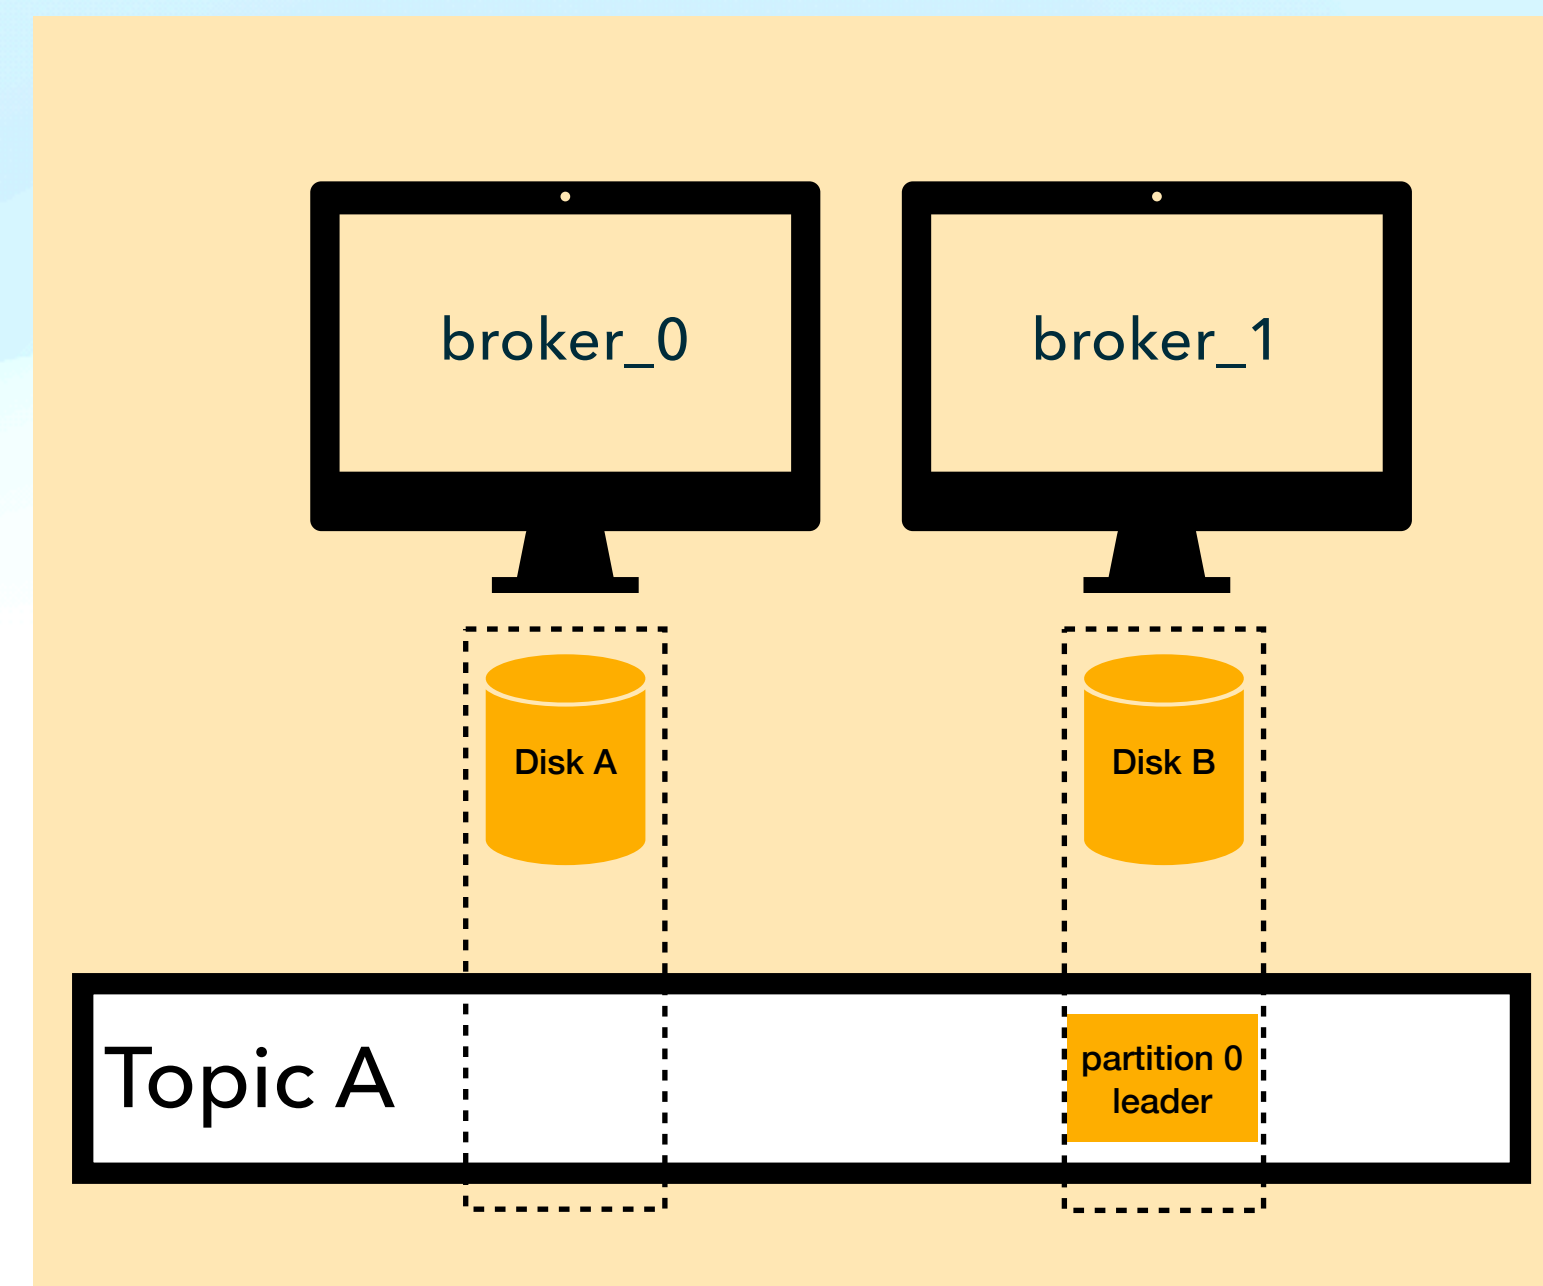 broker_0
broker_1
Disk A
Disk B
Topic A
partition 0
leader